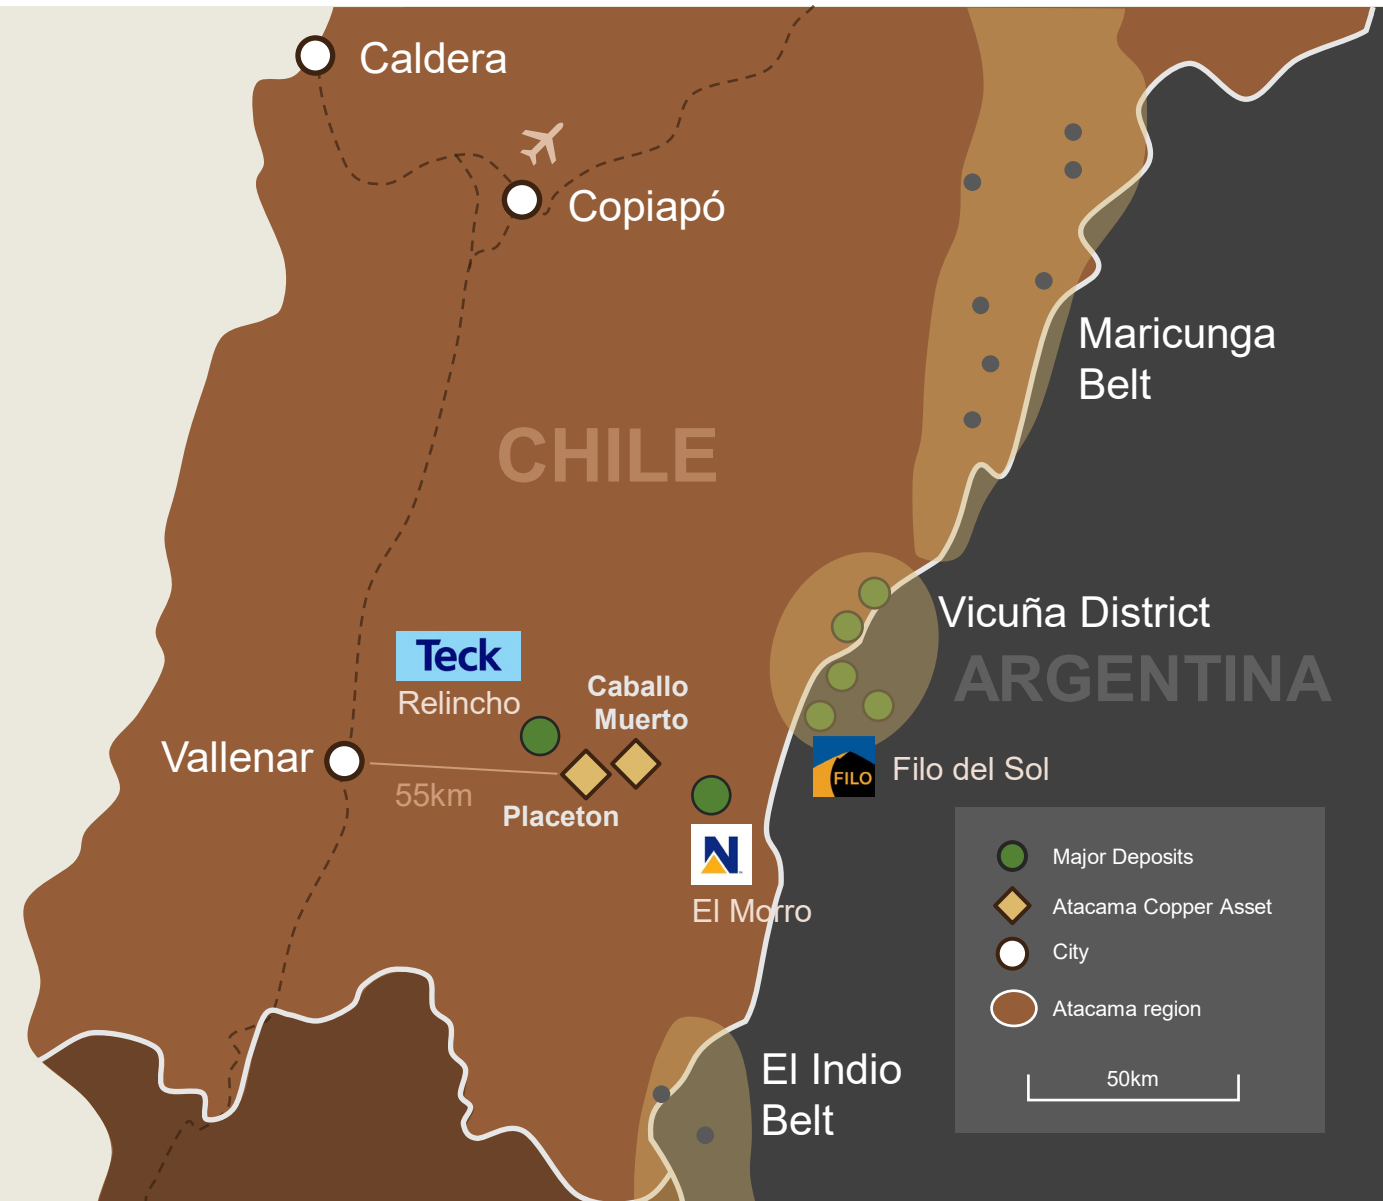 Caldera
Copiapó
Maricunga
Belt
CHILE
Vicuña District
ARGENTINA
Teck
Relincho
Caballo
Muerto
Vallenar
55km
Placeton
FILO
Filo del Sol
N
El Morro
Major Deposits
Atacama Copper Asset
City
Atacama region
50km
El Indio
Belt